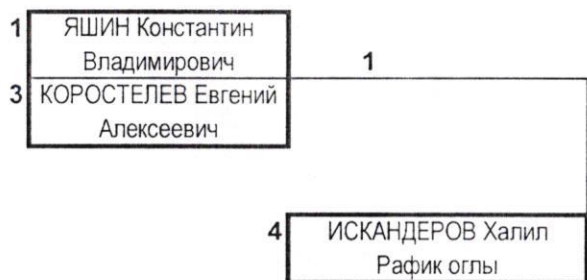 1 ЯШИН Константин
Владимирович
1
3 КОРОСТЕЛЕВ Евгений
Алексеевич
4 ИСКАНДЕРОВ Халил
Рафик оглы